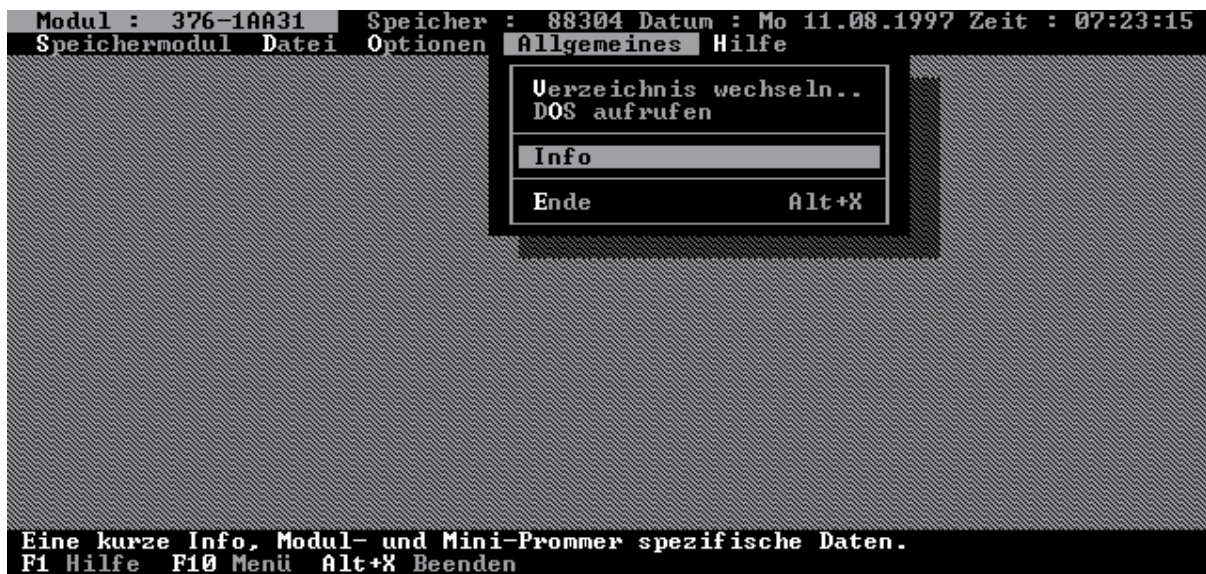 Modul : 376-1AA31 Speicher : 88304 Datum : Mo 11.08.1997 Zeit : 07:23:15
Speichermodul Datei Optionen Allgemeines Hilfe
Verzeichnis wechseln..
DOS aufrufen
Info
Ende Alt+X
Eine kurze Info, Modul- und Mini-Prommer spezifische Daten.
F1 Hilfe F10 Menü Alt+X Beenden